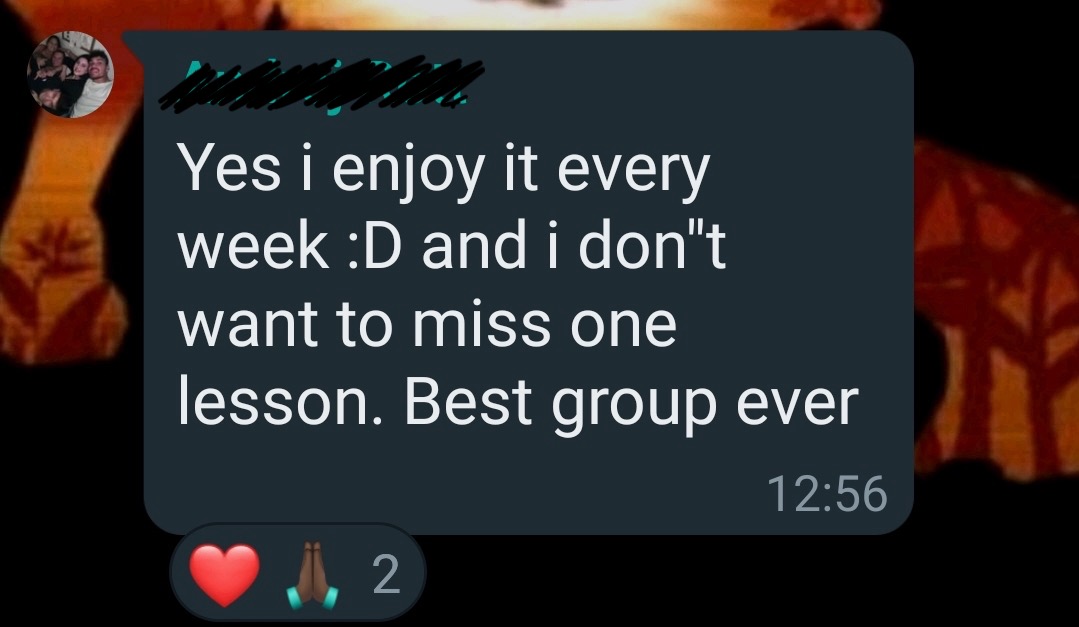 Yes i enjoy it every
week :D and i don"t
want to miss one
lesson. Best group ever
12:56
2